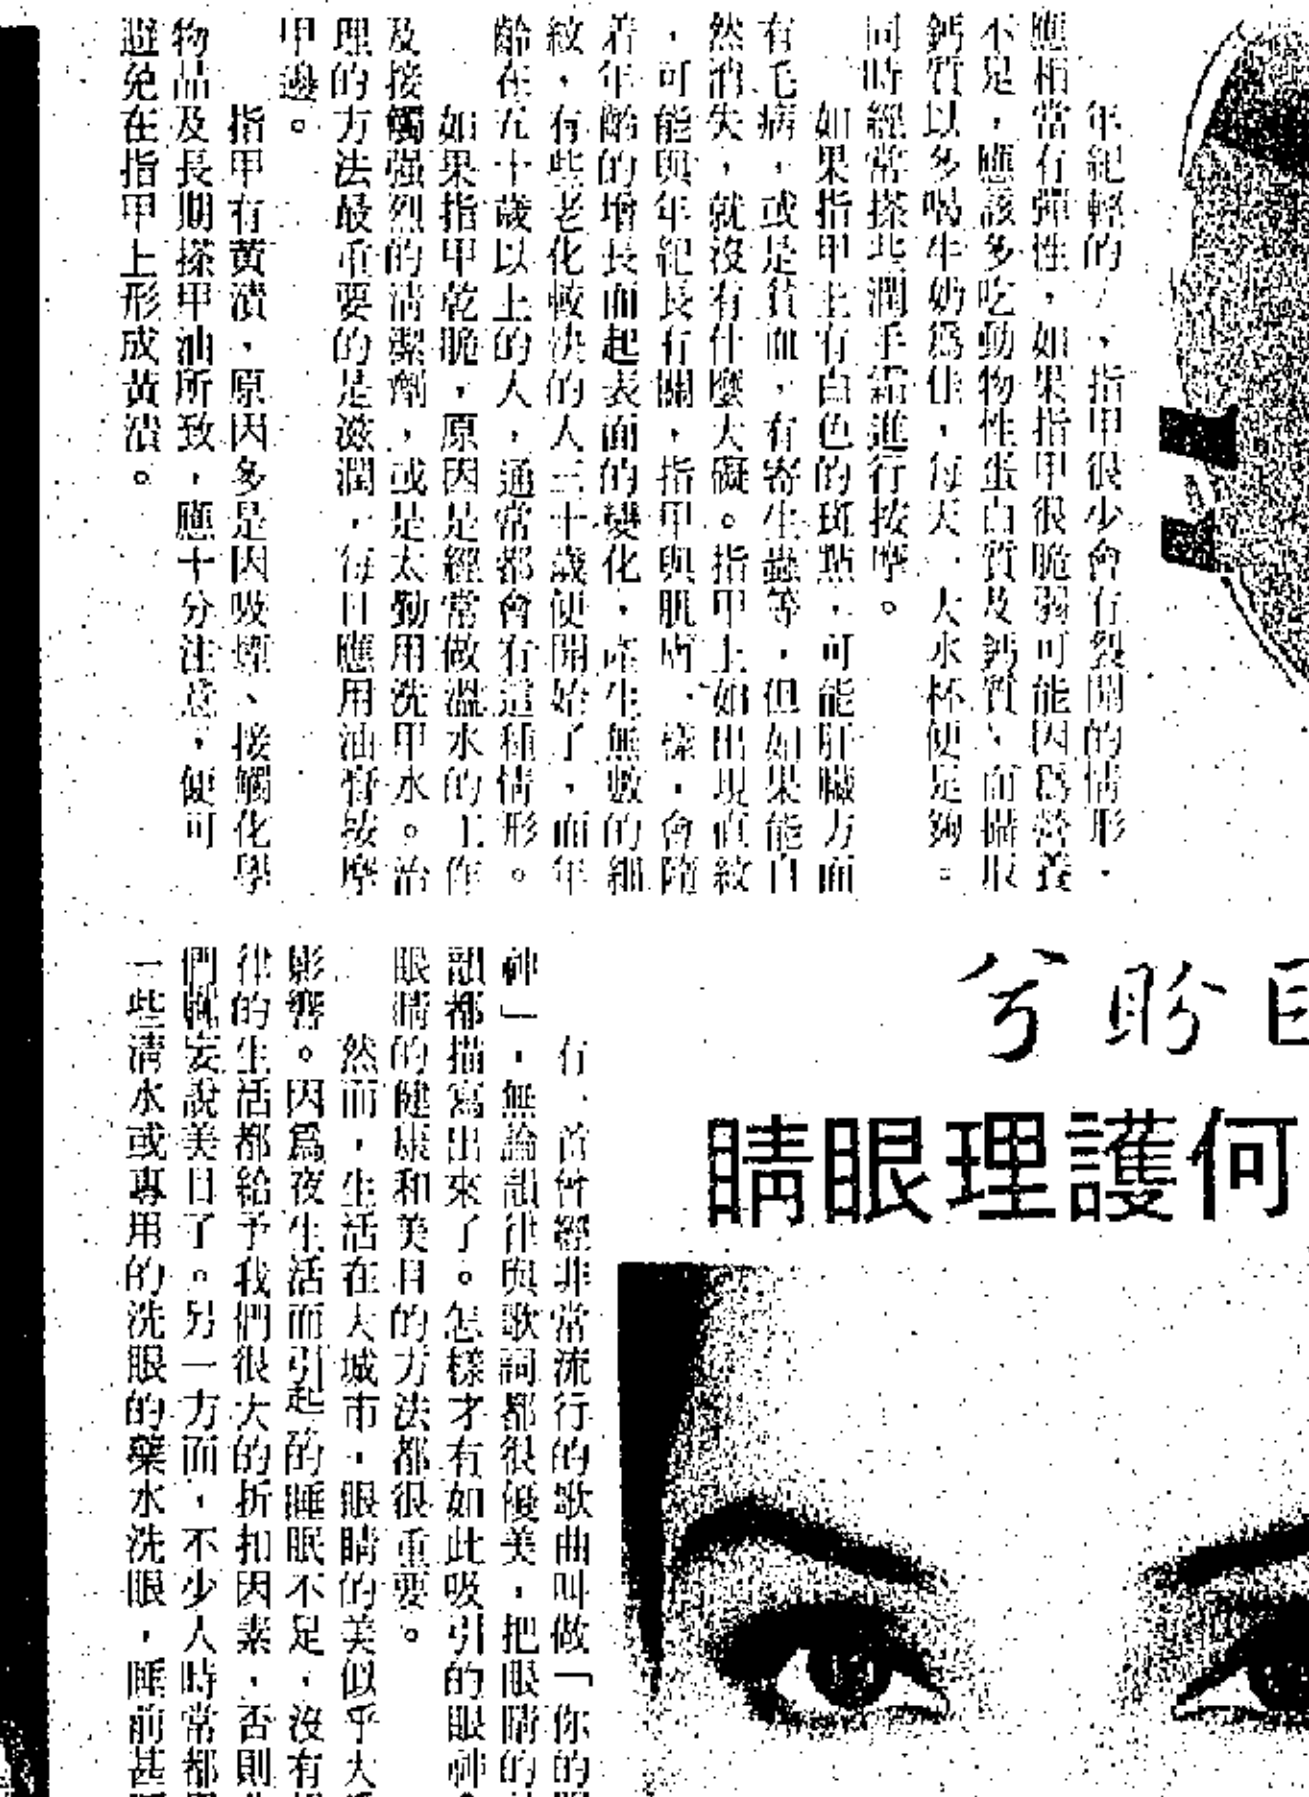 年紀輕的人,指甲很少會有裂開的情形,
應相當有彈性,如果指甲很脆弱可能因為營養
不足,應該多吃動物性蛋白質及鈣質,而攝取
鈣質以多喝牛奶爲佳,每天一大水杯便足夠。
同時經常搽些潤手霜進行按摩。
如果指甲上有白色的斑點,可能肝臟方面
有毛病,或是貧血,有寄生蟲等,但如果能自
然消失,就沒有什麼大礙。指甲上如出現直紋
,可能與年紀長有關,指甲與肌膚一樣,會隨
着年齡的增長而起表面的變化,產生無數的細
紋,有些老化較快的人三十歲便開始了,而年
齡在五十歲以上的人,通常都會有這種情形。
如果指甲乾脆,原因是經常做溫水的工作
及接觸强烈的清潔劑,或是太勤用洗甲水。治
理的方法最重要的是滋潤,每日應用油膏按摩
甲邊。
指甲有黃漬,原因多是因吸煙、接觸化學
物品及長期搽甲油所致,應十分注意,便可
避免在指甲上形成黃漬。
目盼兮
何護理眼睛
有一首曾經非常流行的歌曲叫做「你的眼
神」,無論韻律與歌詞都很優美,把眼睛的
韻都描寫出來了。怎樣才有如此吸引的眼神
眼睛的健康和美目的方法都很重要。
然而,生活在大城市,眼睛的美似乎大
影響。因爲夜生活而引起的睡眠不足,沒有
律的生活都給予我們很大的折扣因素,否則
們就妄說美目了。另一方面,不少人時常都
一些清水或專用的洗眼的藥水洗眼,睡前甚